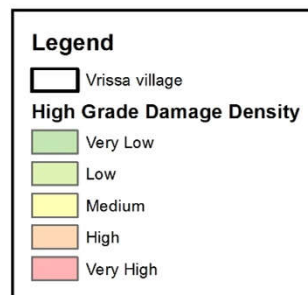 Legend
Vrissa village
High Grade Damage Density
Very Low
Low
Medium
High
Very High